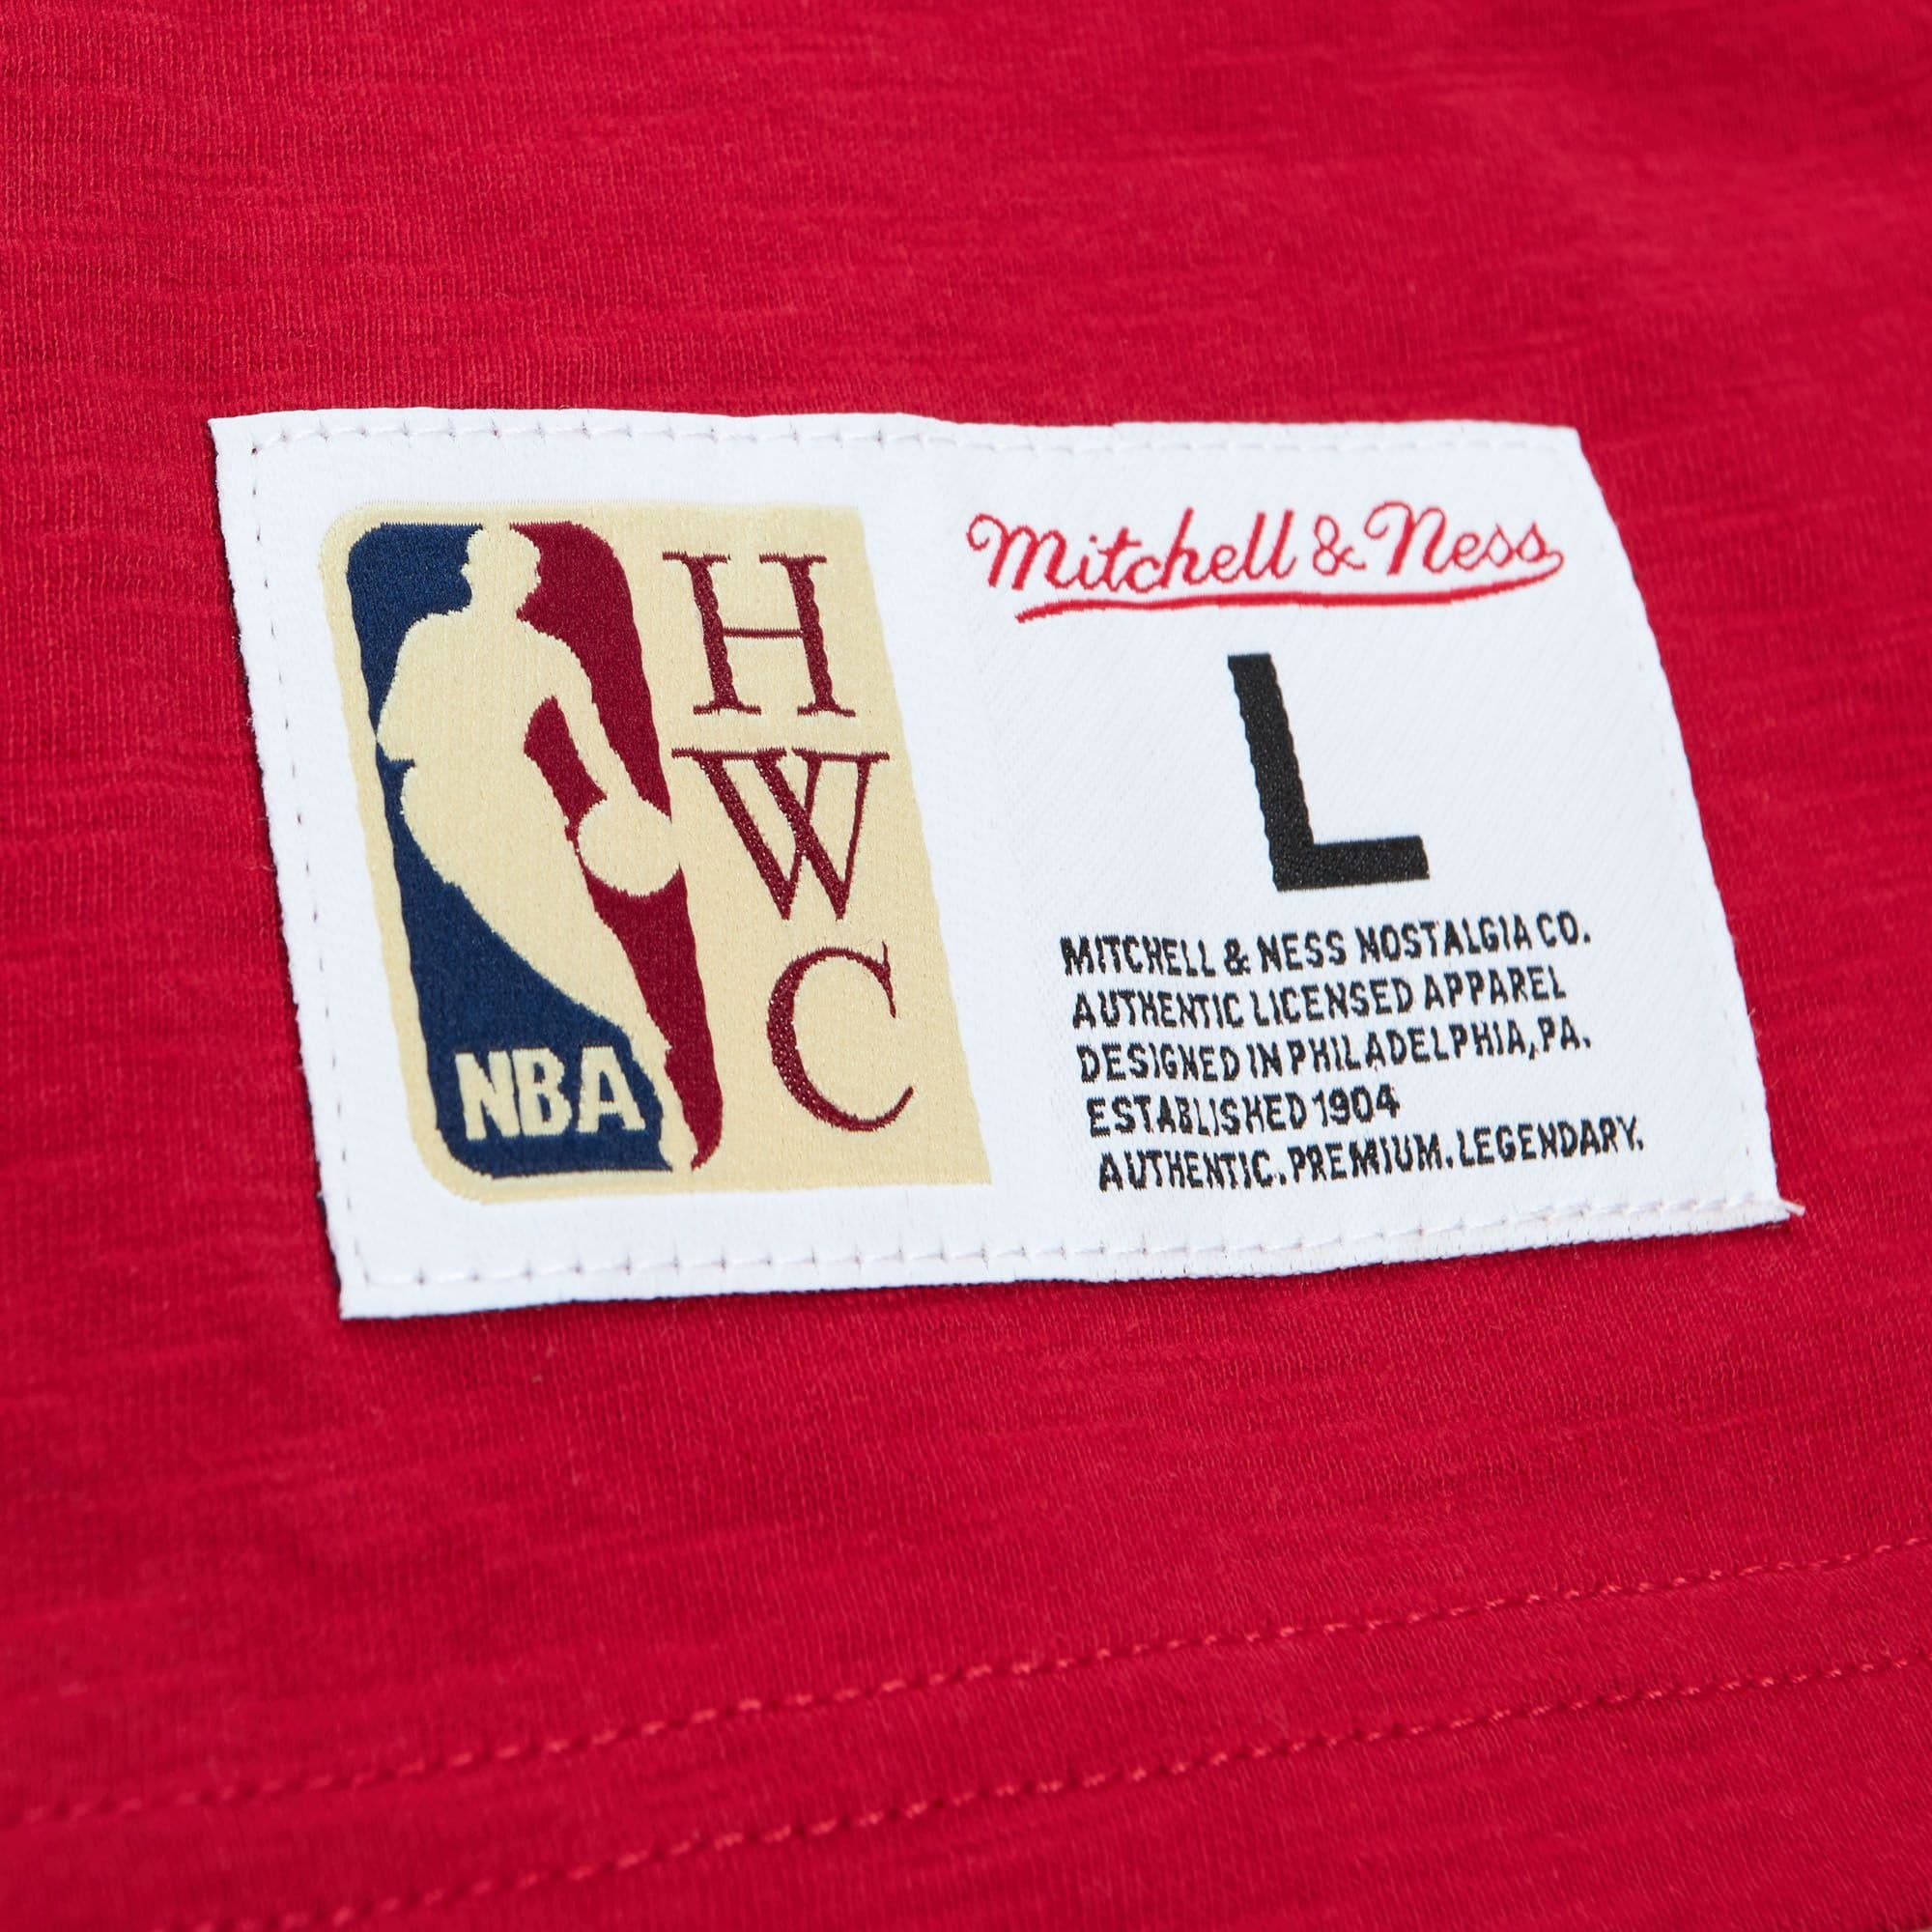 NBA
H
W
C
Mitchell & Ness
L
MITCHELL & NESS NOSTALGIA CO.
AUTHENTIC LICENSED APPAREL
DESIGNED IN PHILADELPHIA, PA.
ESTABLISHED 1904
AUTHENTIC. PREMIUM. LEGENDARY.